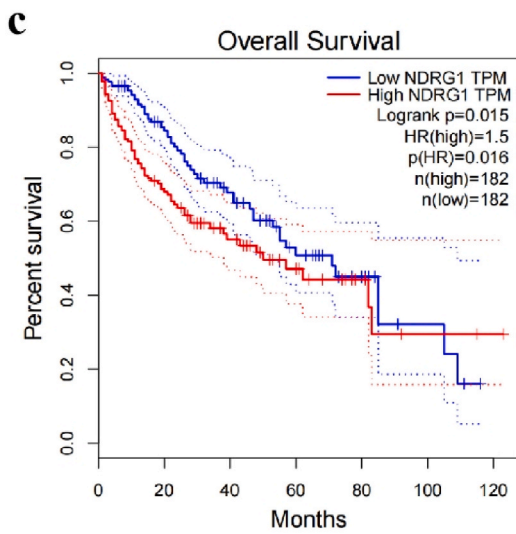 c
Overall Survival
Low NDRG1 TPM
High NDRG1 TPM
Logrank p=0.015
HR(high)=1.5
p(HR)=0.016
n(high)=182
n(low)=182
Percent survival
1.0
0.8
0.6
0.4
0.2
0.0
0 20 40 60 80 100 120
Months